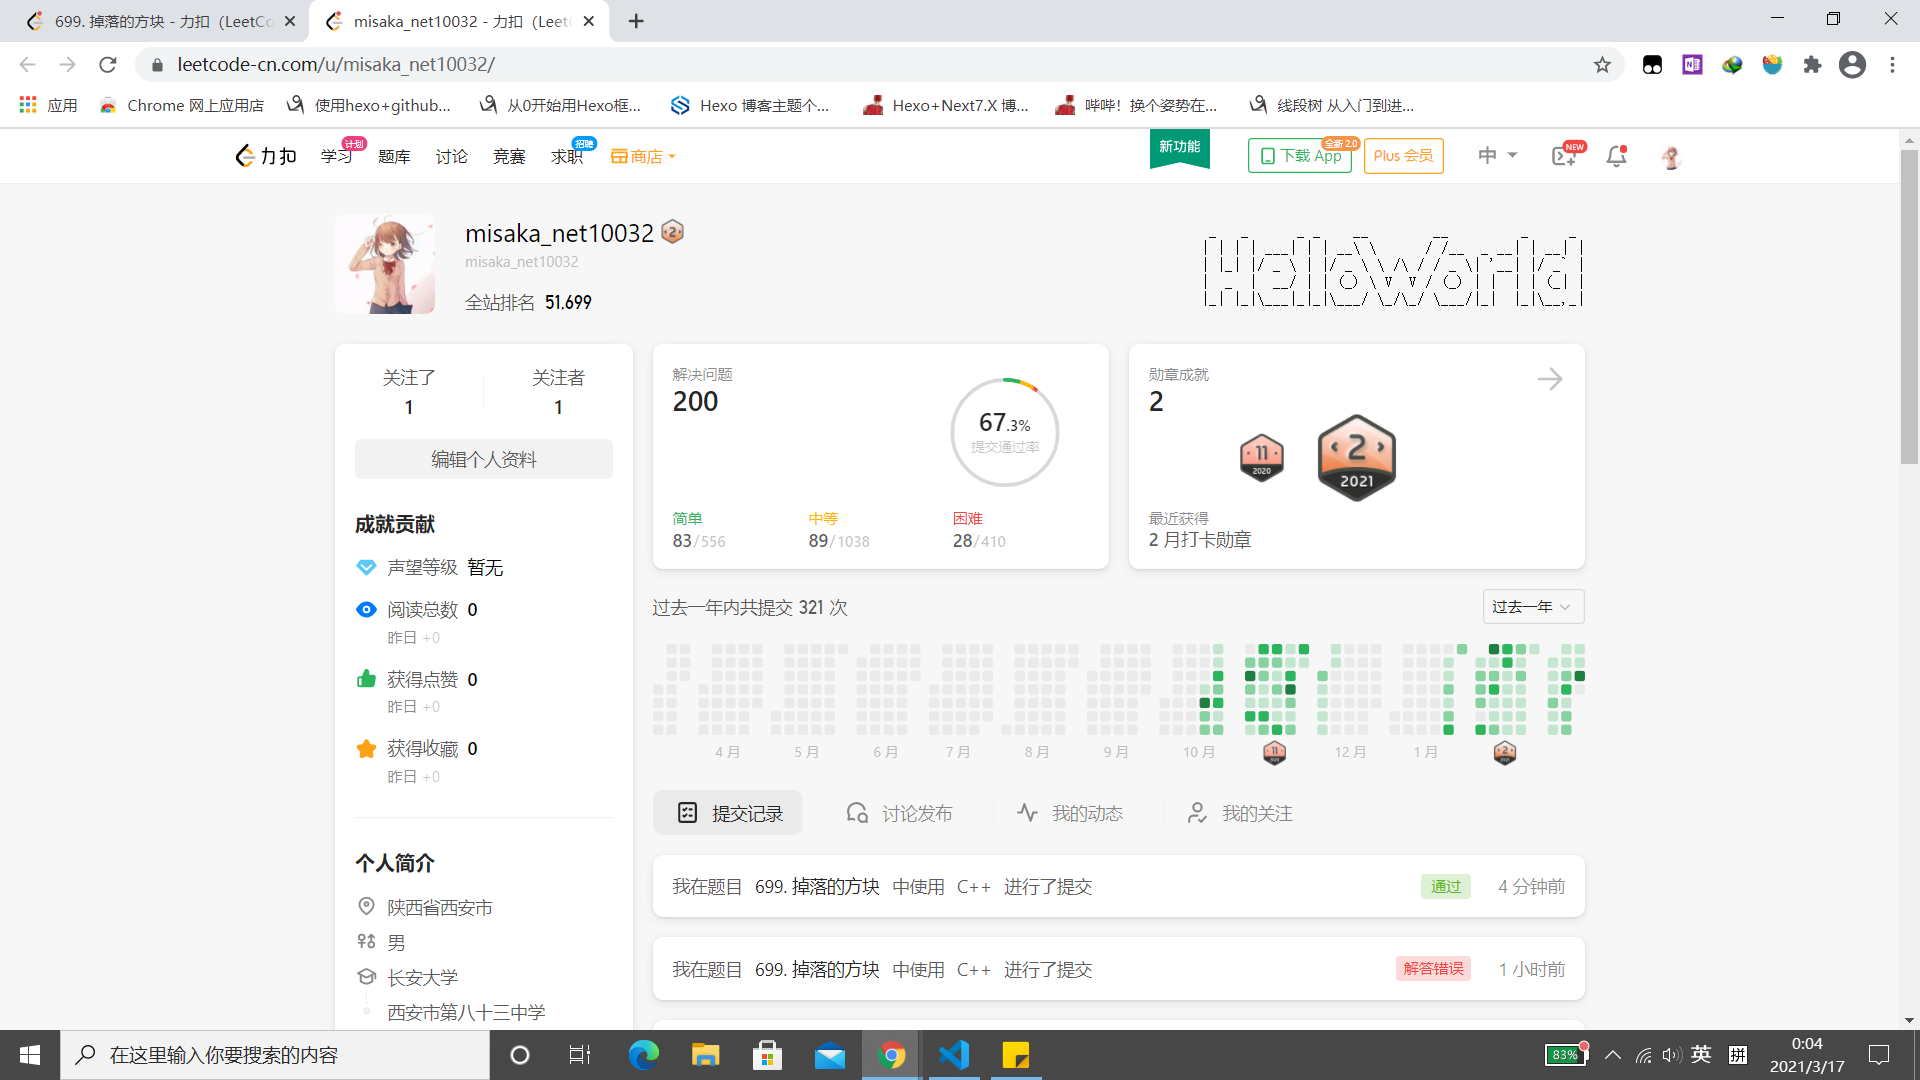 699. 掉落的方块 - 力扣（LeetCo
misaka_net10032 - 力扣（Leet
leetcode-cn.com/u/misaka_net10032/
应用
Chrome 网上应用店
使用hexo+github...
从0开始用Hexo框...
Hexo 博客主题个...
Hexo+Next7.X 博...
哔哔！换个姿势在...
线段树 从入门到进...
力扣
学习
计划
题库
讨论
竞赛
求职
招聘
商店
新功能
下载 App
全新 2.0
Plus 会员
中
NEW
misaka_net10032
2
misaka_net10032
全站排名 51,699
HelloWorld
关注了
1
关注者
1
编辑个人资料
成就贡献
声望等级 暂无
阅读总数 0
昨日 +0
获得点赞 0
昨日 +0
获得收藏 0
昨日 +0
个人简介
陕西省西安市
男
长安大学
西安市第八十三中学
解决问题
200
67.3%
提交通过率
简单
83/556
中等
89/1038
困难
28/410
勋章成就
2
11
2020
2
2021
最近获得
2 月打卡勋章
过去一年内共提交 321 次
过去一年
4 月
5 月
6 月
7 月
8 月
9 月
10 月
11
12 月
1 月
2
提交记录
讨论发布
我的动态
我的关注
我在题目 699. 掉落的方块 中使用 C++ 进行了提交
通过
4 分钟前
我在题目 699. 掉落的方块 中使用 C++ 进行了提交
解答错误
1 小时前
在这里输入你要搜索的内容
83%
英
拼
0:04
2021/3/17